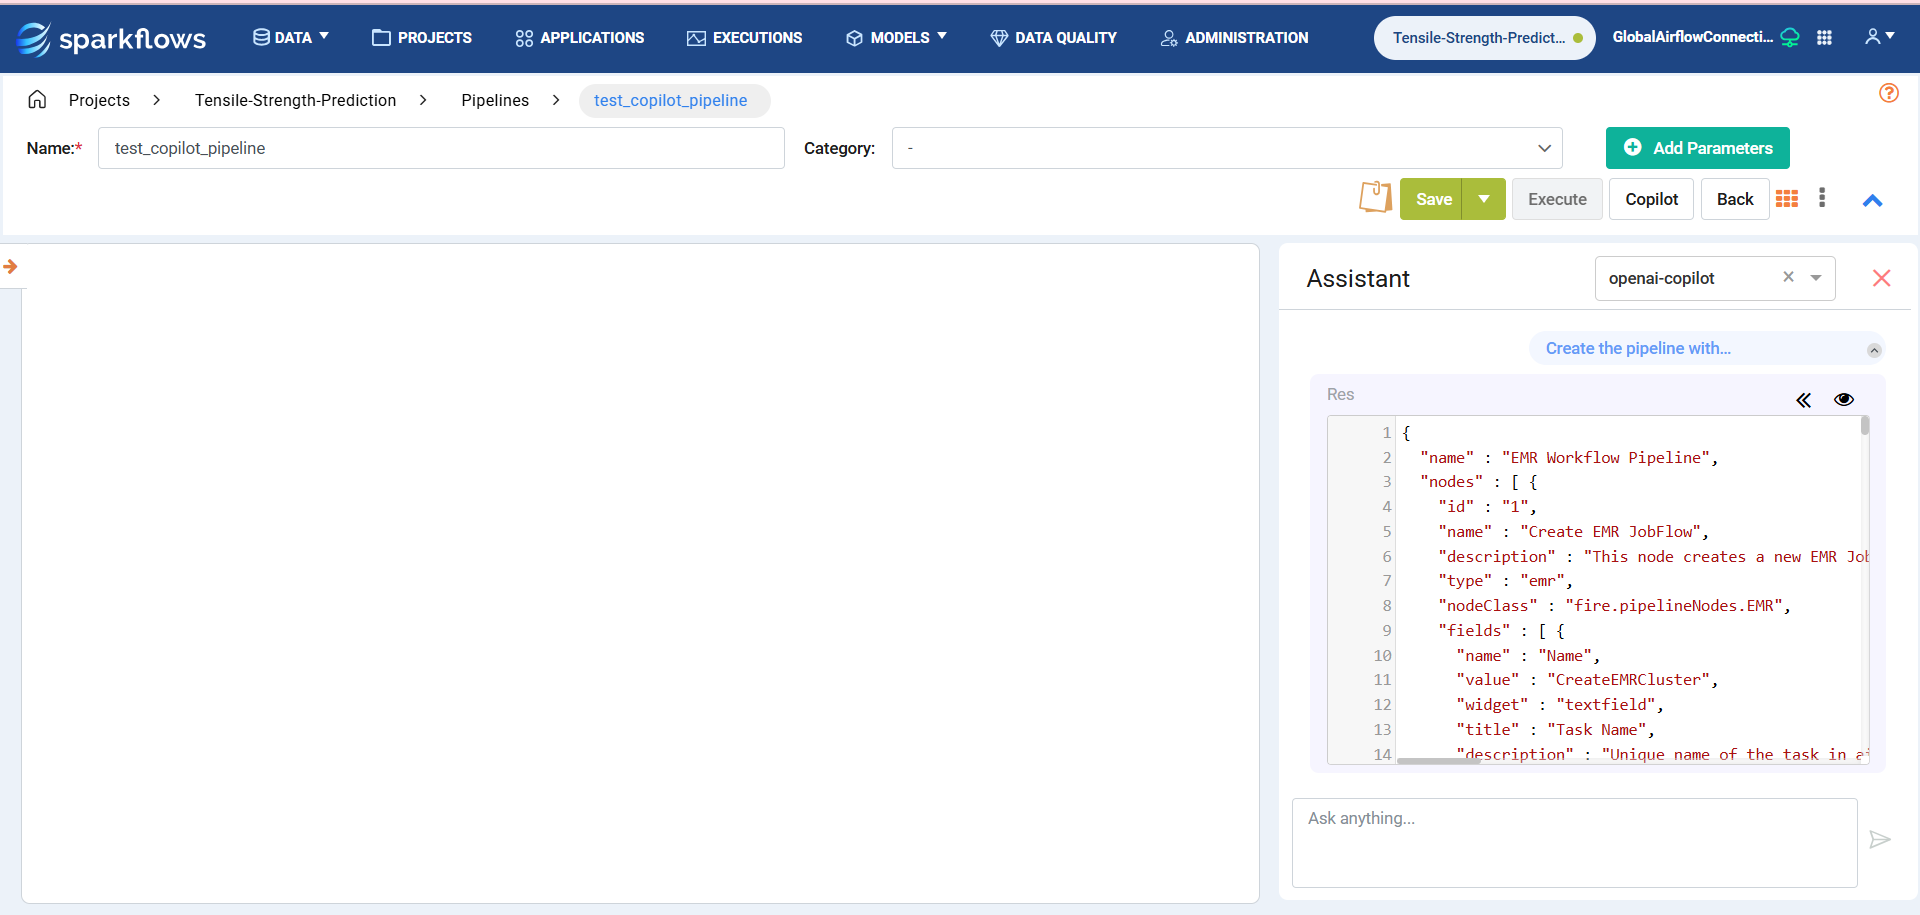 sparkflows
DATA
PROJECTS
APPLICATIONS
EXECUTIONS
MODELS
DATA QUALITY
ADMINISTRATION
Tensile-Strength-Predict...
GlobalAirflowConnecti...
Projects > Tensile-Strength-Prediction > Pipelines > test_copilot_pipeline
Name:* test_copilot_pipeline
Category: -
Add Parameters
Save
Execute
Copilot
Back
Assistant
openai-copilot
Create the pipeline with...
Res
1 {
2 "name" : "EMR Workflow Pipeline",
3 "nodes" : [ {
4 "id" : "1",
5 "name" : "Create EMR JobFlow",
6 "description" : "This node creates a new EMR Job
7 "type" : "emr",
8 "nodeClass" : "fire.pipelineNodes.EMR",
9 "fields" : [ {
10 "name" : "Name",
11 "value" : "CreateEMRCluster",
12 "widget" : "textfield",
13 "title" : "Task Name",
14 "description" : "Unique name of the task in ai
Ask anything...